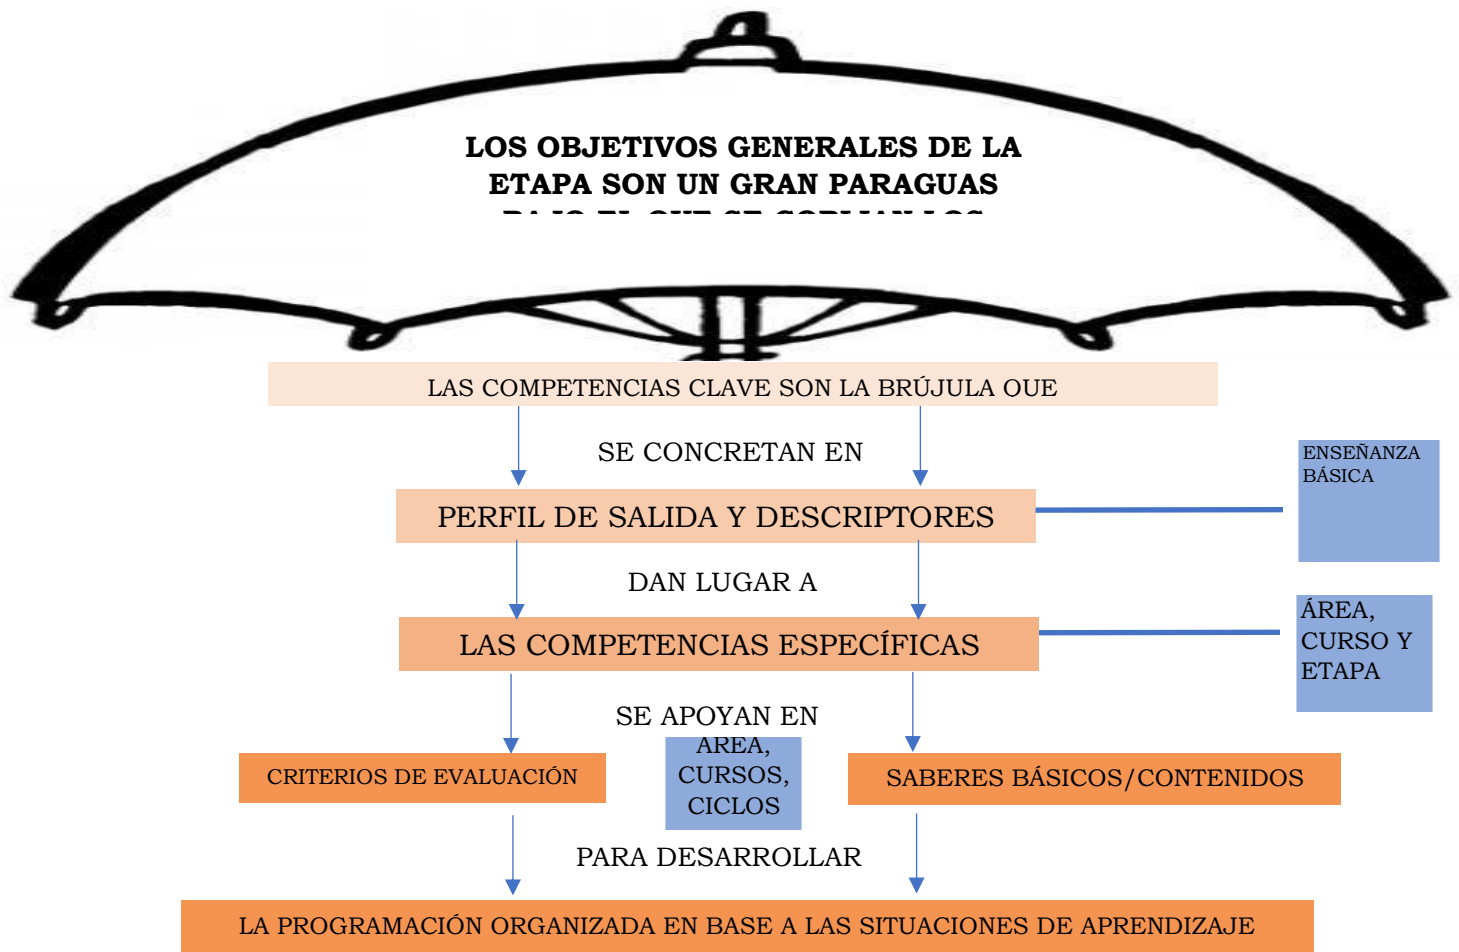 LOS OBJETIVOS GENERALES DE LA
ETAPA SON UN GRAN PARAGUAS
LAS COMPETENCIAS CLAVE SON LA BRÚJULA QUE
SE CONCRETAN EN
ENSEÑANZA
BÁSICA
PERFIL DE SALIDA Y DESCRIPTORES
DAN LUGAR A
ÁREA,
CURSO Y
ETAPA
LAS COMPETENCIAS ESPECÍFICAS
SE APOYAN EN
ÁREA,
CURSOS,
CICLOS
CRITERIOS DE EVALUACIÓN
SABERES BÁSICOS/CONTENIDOS
PARA DESARROLLAR
LA PROGRAMACIÓN ORGANIZADA EN BASE A LAS SITUACIONES DE APRENDIZAJE